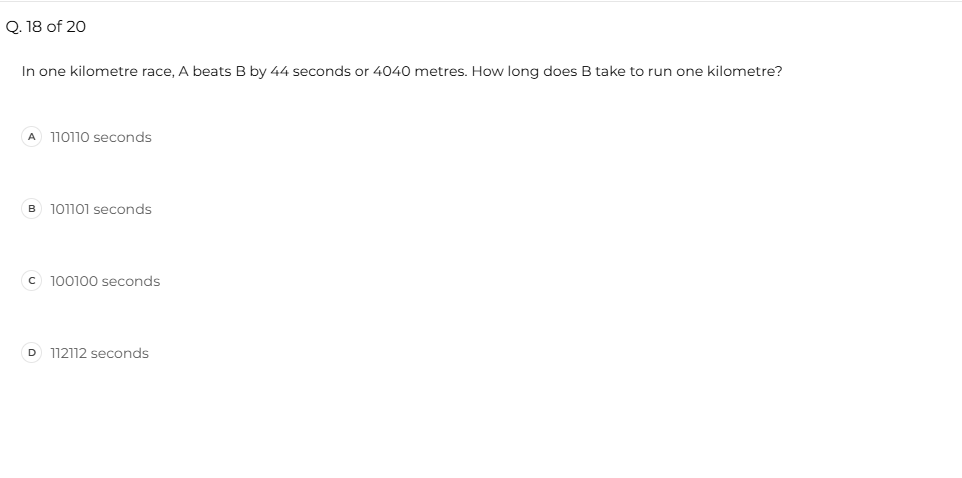 Q. 18 of 20
In one kilometre race, A beats B by 44 seconds or 4040 metres. How long does B take to run one kilometre?
A 110110 seconds
B 101101 seconds
C 100100 seconds
D 112112 seconds